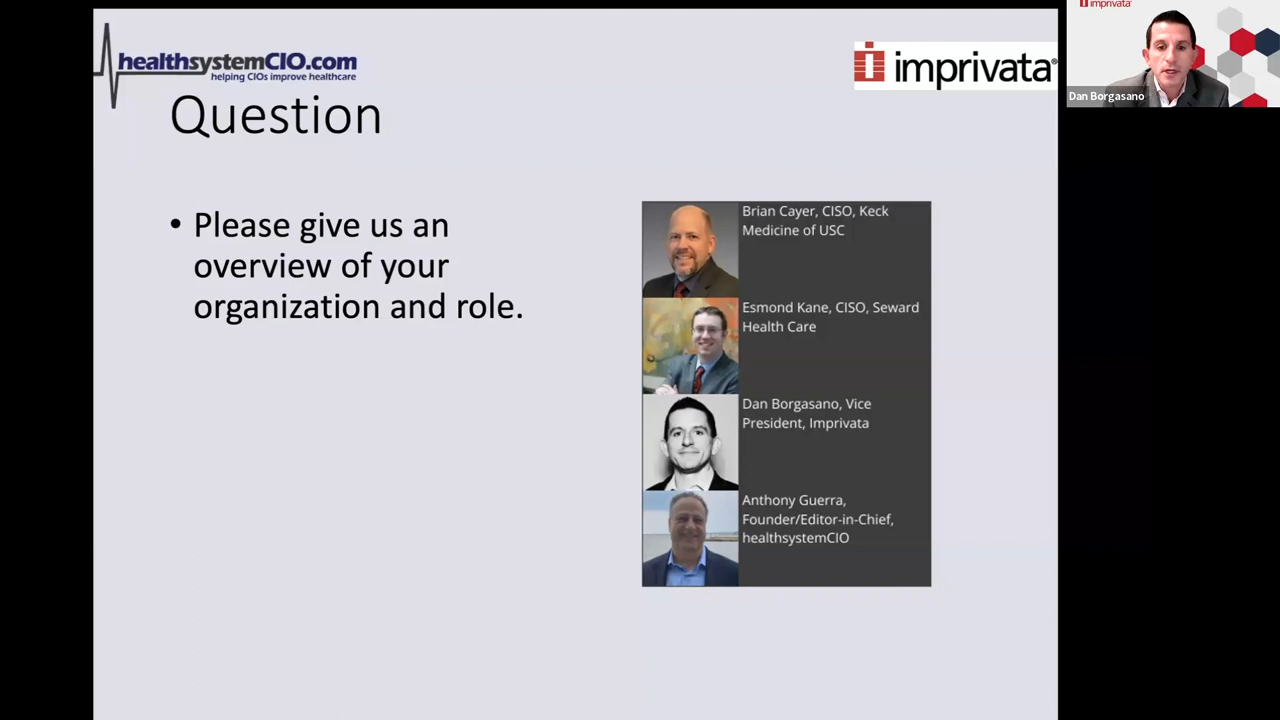 healthsystemCIO.com
helping CIOs improve healthcare
imprivata®
imprivata
Dan Borgasano
Question
• Please give us an
overview of your
organization and role.
Brian Cayer, CISO, Keck
Medicine of USC
Esmond Kane, CISO, Seward
Health Care
Dan Borgasano, Vice
President, Imprivata
Anthony Guerra,
Founder/Editor-in-Chief,
healthsystemCIO